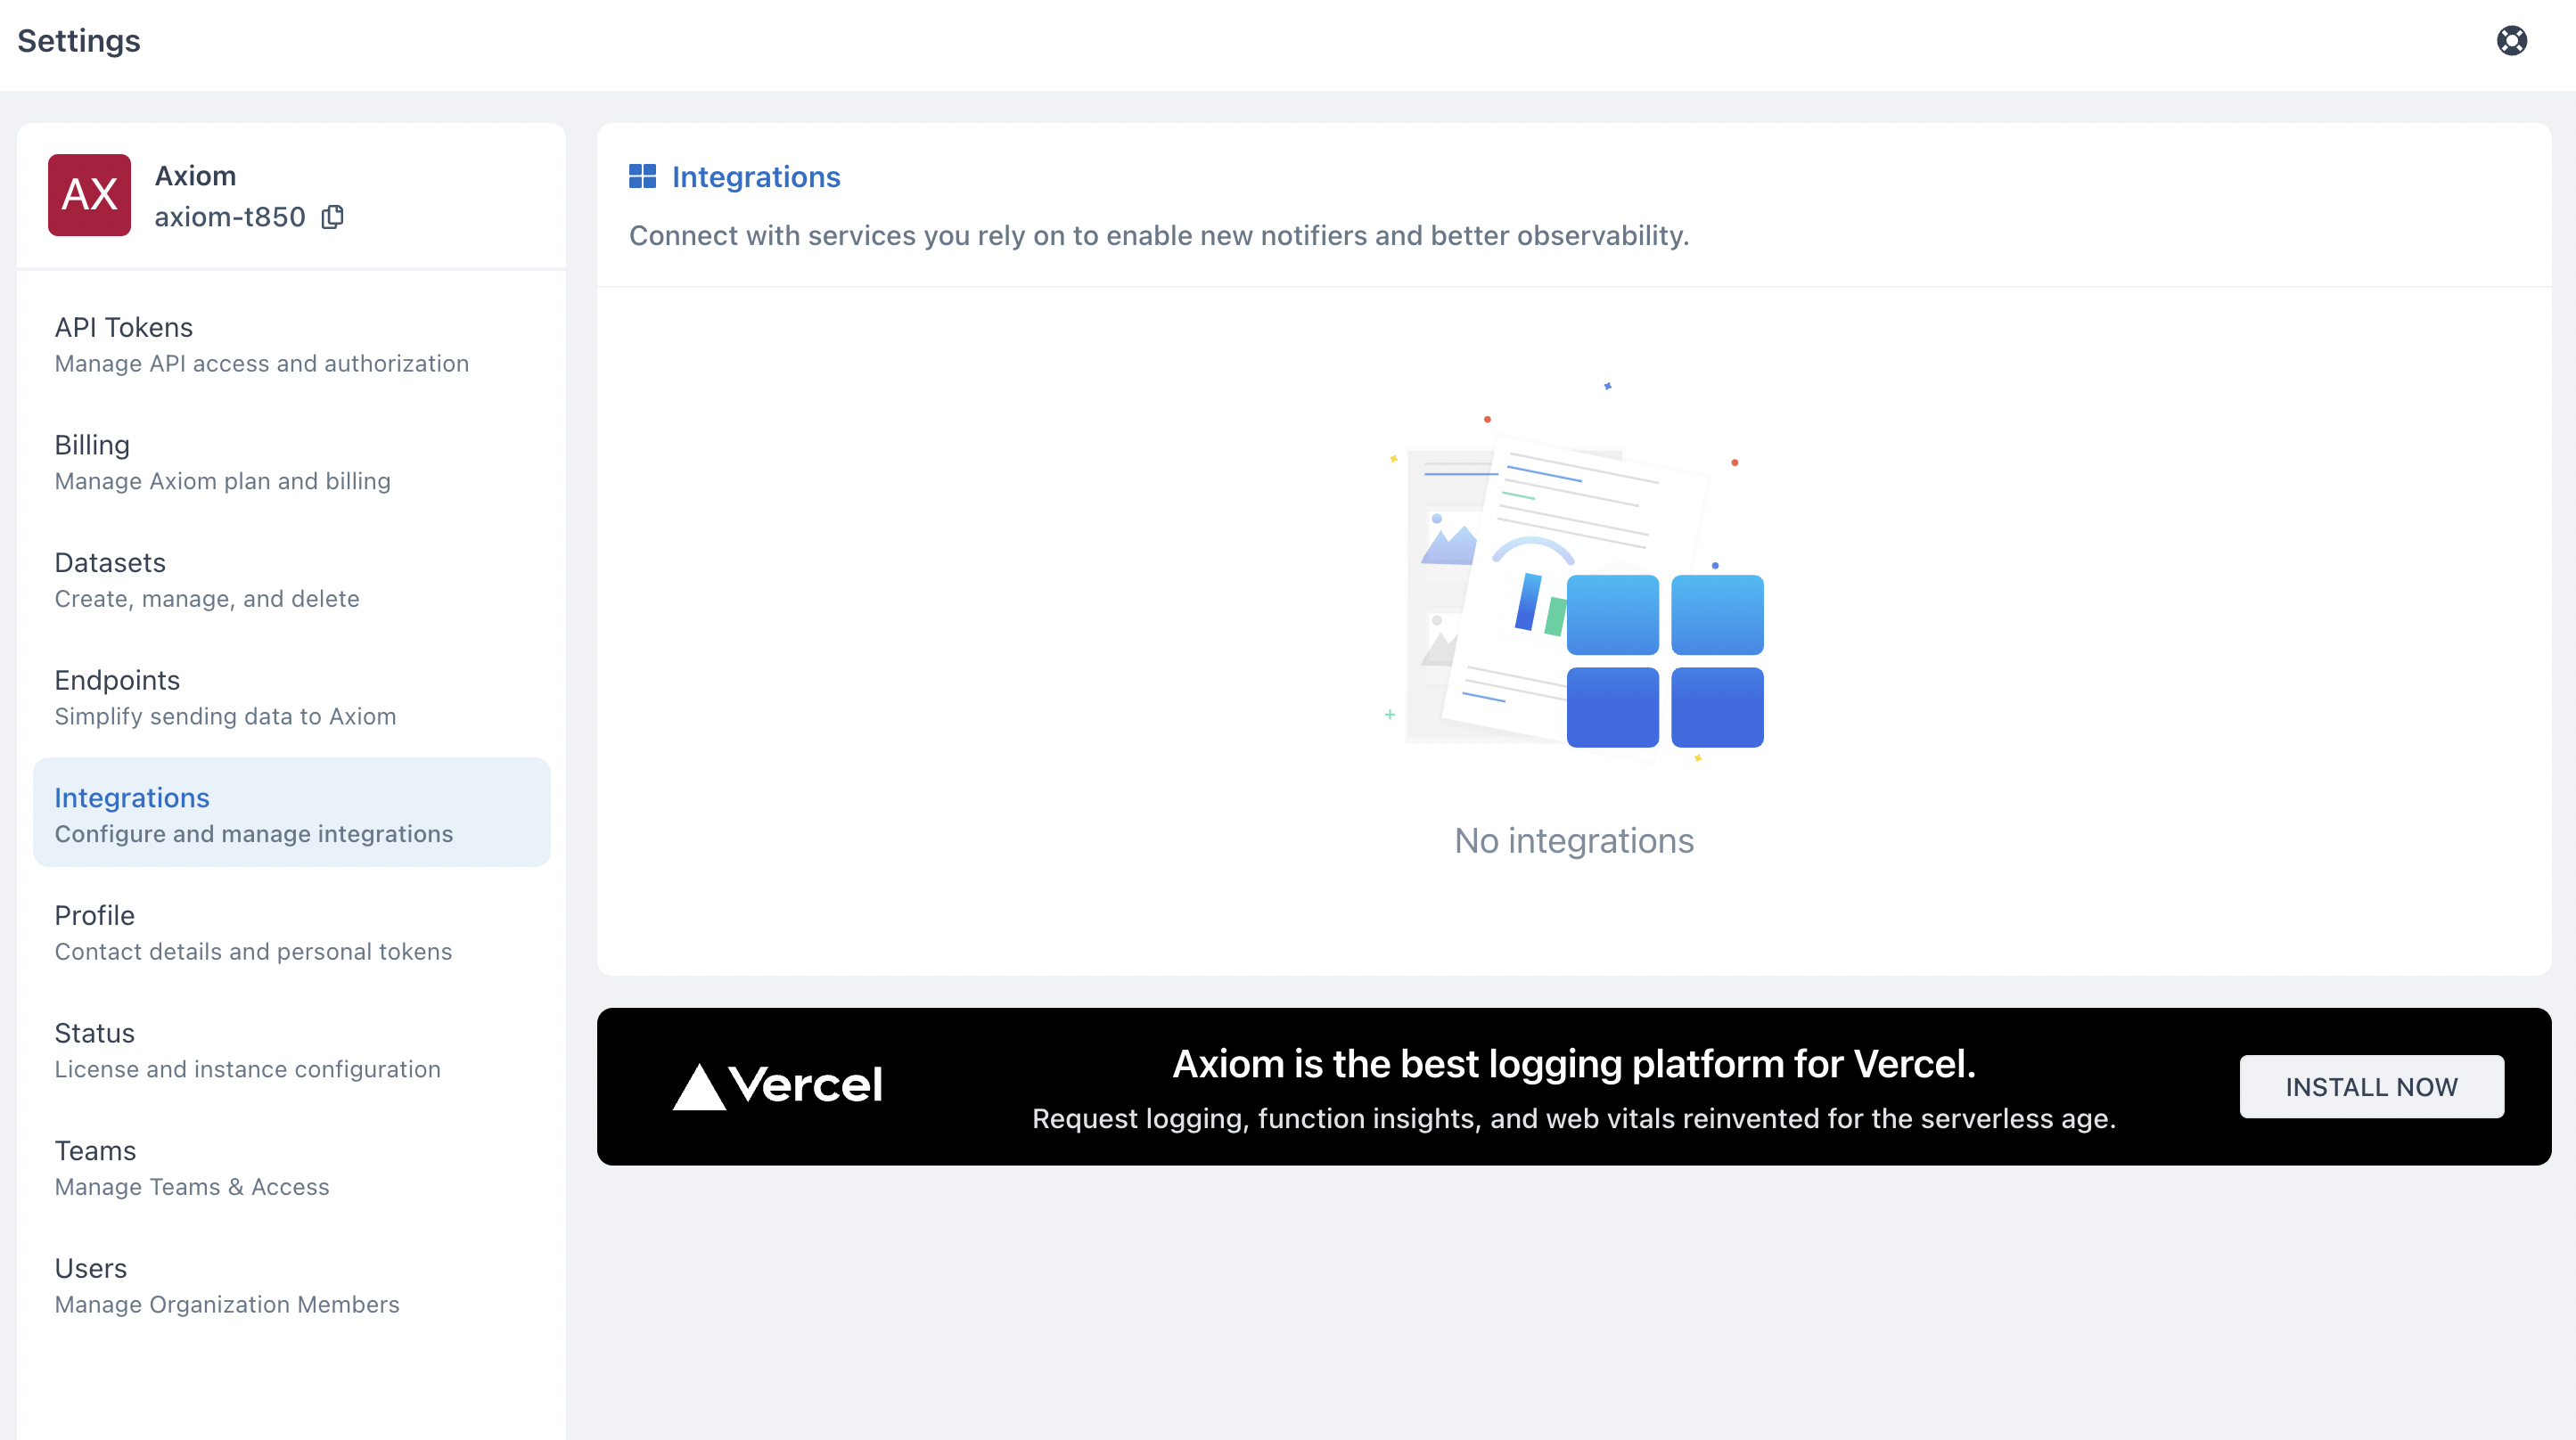 Settings
AX
Axiom
axiom-t850
API Tokens
Manage API access and authorization
Billing
Manage Axiom plan and billing
Datasets
Create, manage, and delete
Endpoints
Simplify sending data to Axiom
Integrations
Configure and manage integrations
Profile
Contact details and personal tokens
Status
License and instance configuration
Teams
Manage Teams & Access
Users
Manage Organization Members
Integrations
Connect with services you rely on to enable new notifiers and better observability.
No integrations
Vercel
Axiom is the best logging platform for Vercel.
Request logging, function insights, and web vitals reinvented for the serverless age.
INSTALL NOW